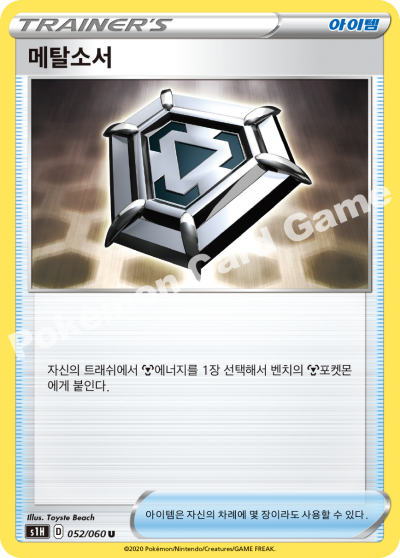 TRAINER'S 아이템
메탈소서
Pokémon Card Game
자신의 트래쉬에서 에너지를 1장 선택해서 벤치의 포켓몬
에게 붙인다.
Illus. Toyste Beach
s1H D 052/060 U
아이템은 자신의 차례에 몇 장이라도 사용할 수 있다.
©2020 Pokémon/Nintendo/Creatures/GAME FREAK.